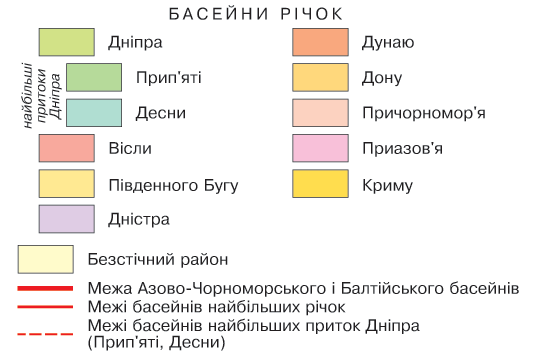 БАСЕЙНИ РІЧОК
Дніпра
найбільші
притоки
Дніпра
Прип'яті
Десни
Вісли
Південного Бугу
Дністра
Дунаю
Дону
Причорномор'я
Приазов'я
Криму
Безстічний район
Межа Азово-Чорноморського і Балтійського басейнів
Межі басейнів найбільших річок
Межі басейнів найбільших приток Дніпра
(Прип'яті, Десни)